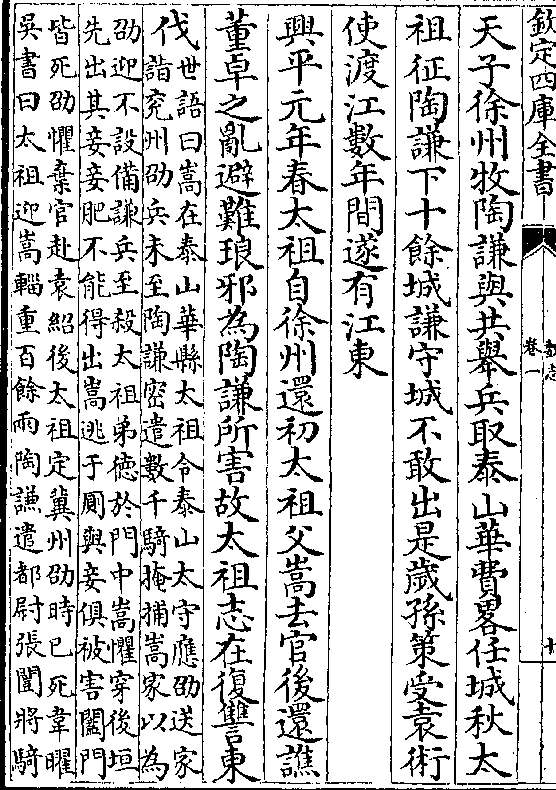 欽定四庫全書
魏志
卷一
十
天子徐州牧陶謙與共舉兵取泰山華費畧任城秋太
祖征陶謙下十餘城謙守城不敢出是歲孫策受袁術
使渡江數年間遂有江東
興平元年春太祖自徐州還初太祖父嵩去官後還譙
董卓之亂避難琅邪為陶謙所害故太祖志在復讐東
伐
世語曰嵩在泰山華縣太祖令泰山太守應劭送家
詣兖州劭兵未至陶謙密遣數千騎掩捕嵩家以為
劭迎不設備謙兵至殺太祖弟徳於門中嵩懼穿後垣
先出其妾妾肥不能得出嵩逃于厠與妾俱被害闔門
皆死劭懼棄官赴袁紹後太祖定冀州劭時已死韋曜
吳書曰太祖迎嵩輜重百餘兩陶謙遣都尉張闓將騎